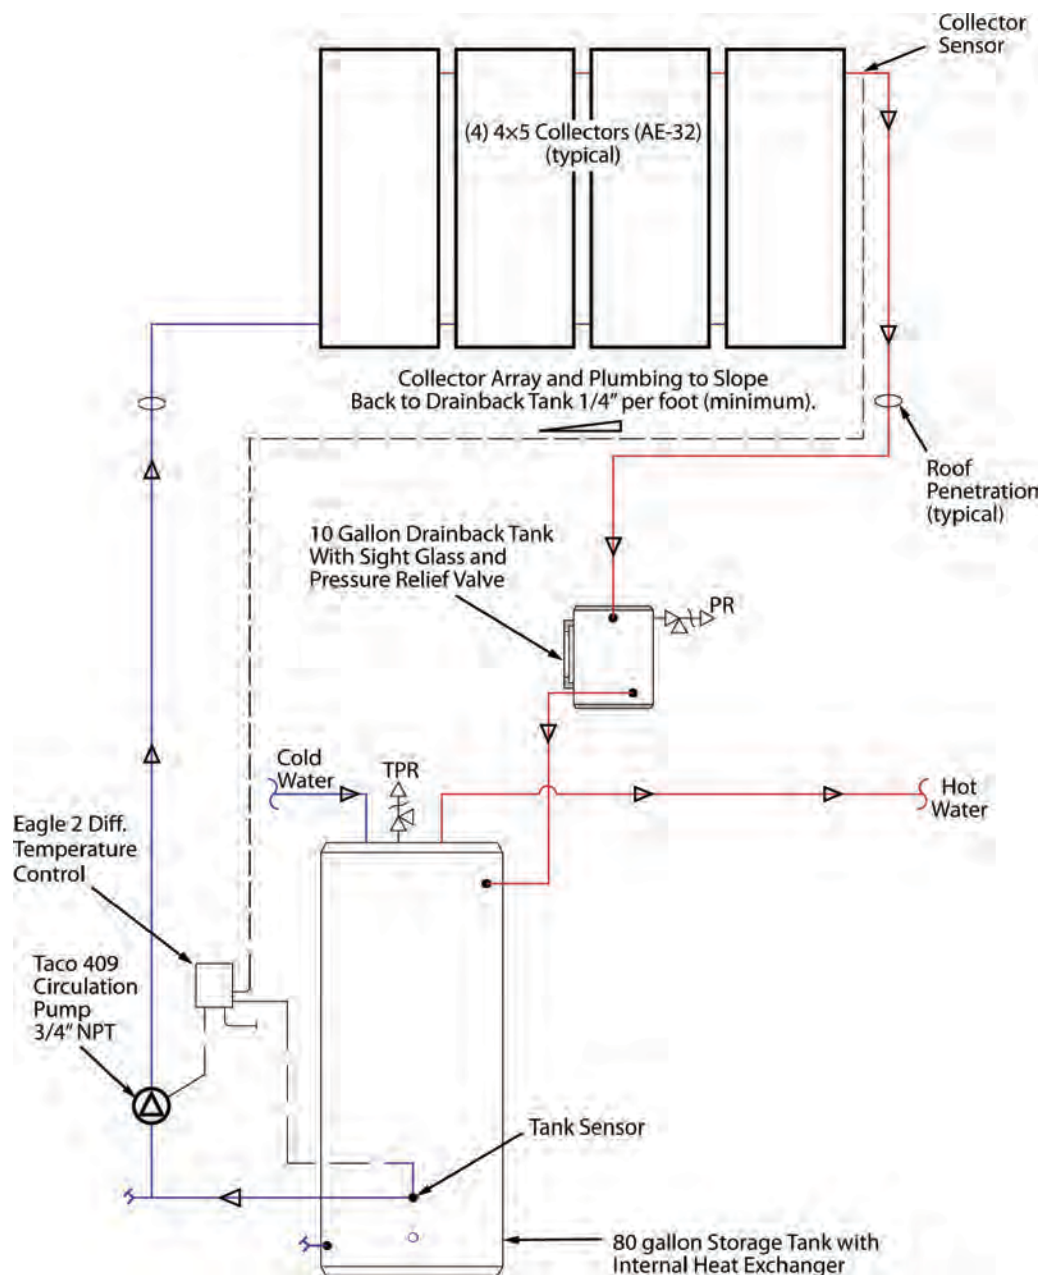 Collector
Sensor
(4) 4×5 Collectors (AE-32)
(typical)
Collector Array and Plumbing to Slope
Back to Drainback Tank 1/4" per foot (minimum).
Roof
Penetration
(typical)
10 Gallon Drainback Tank
With Sight Glass and
Pressure Relief Valve
PR
Cold
Water
TPR
Hot
Water
Eagle 2 Diff.
Temperature
Control
Taco 409
Circulation
Pump
3/4" NPT
Tank Sensor
80 gallon Storage Tank with
Internal Heat Exchanger